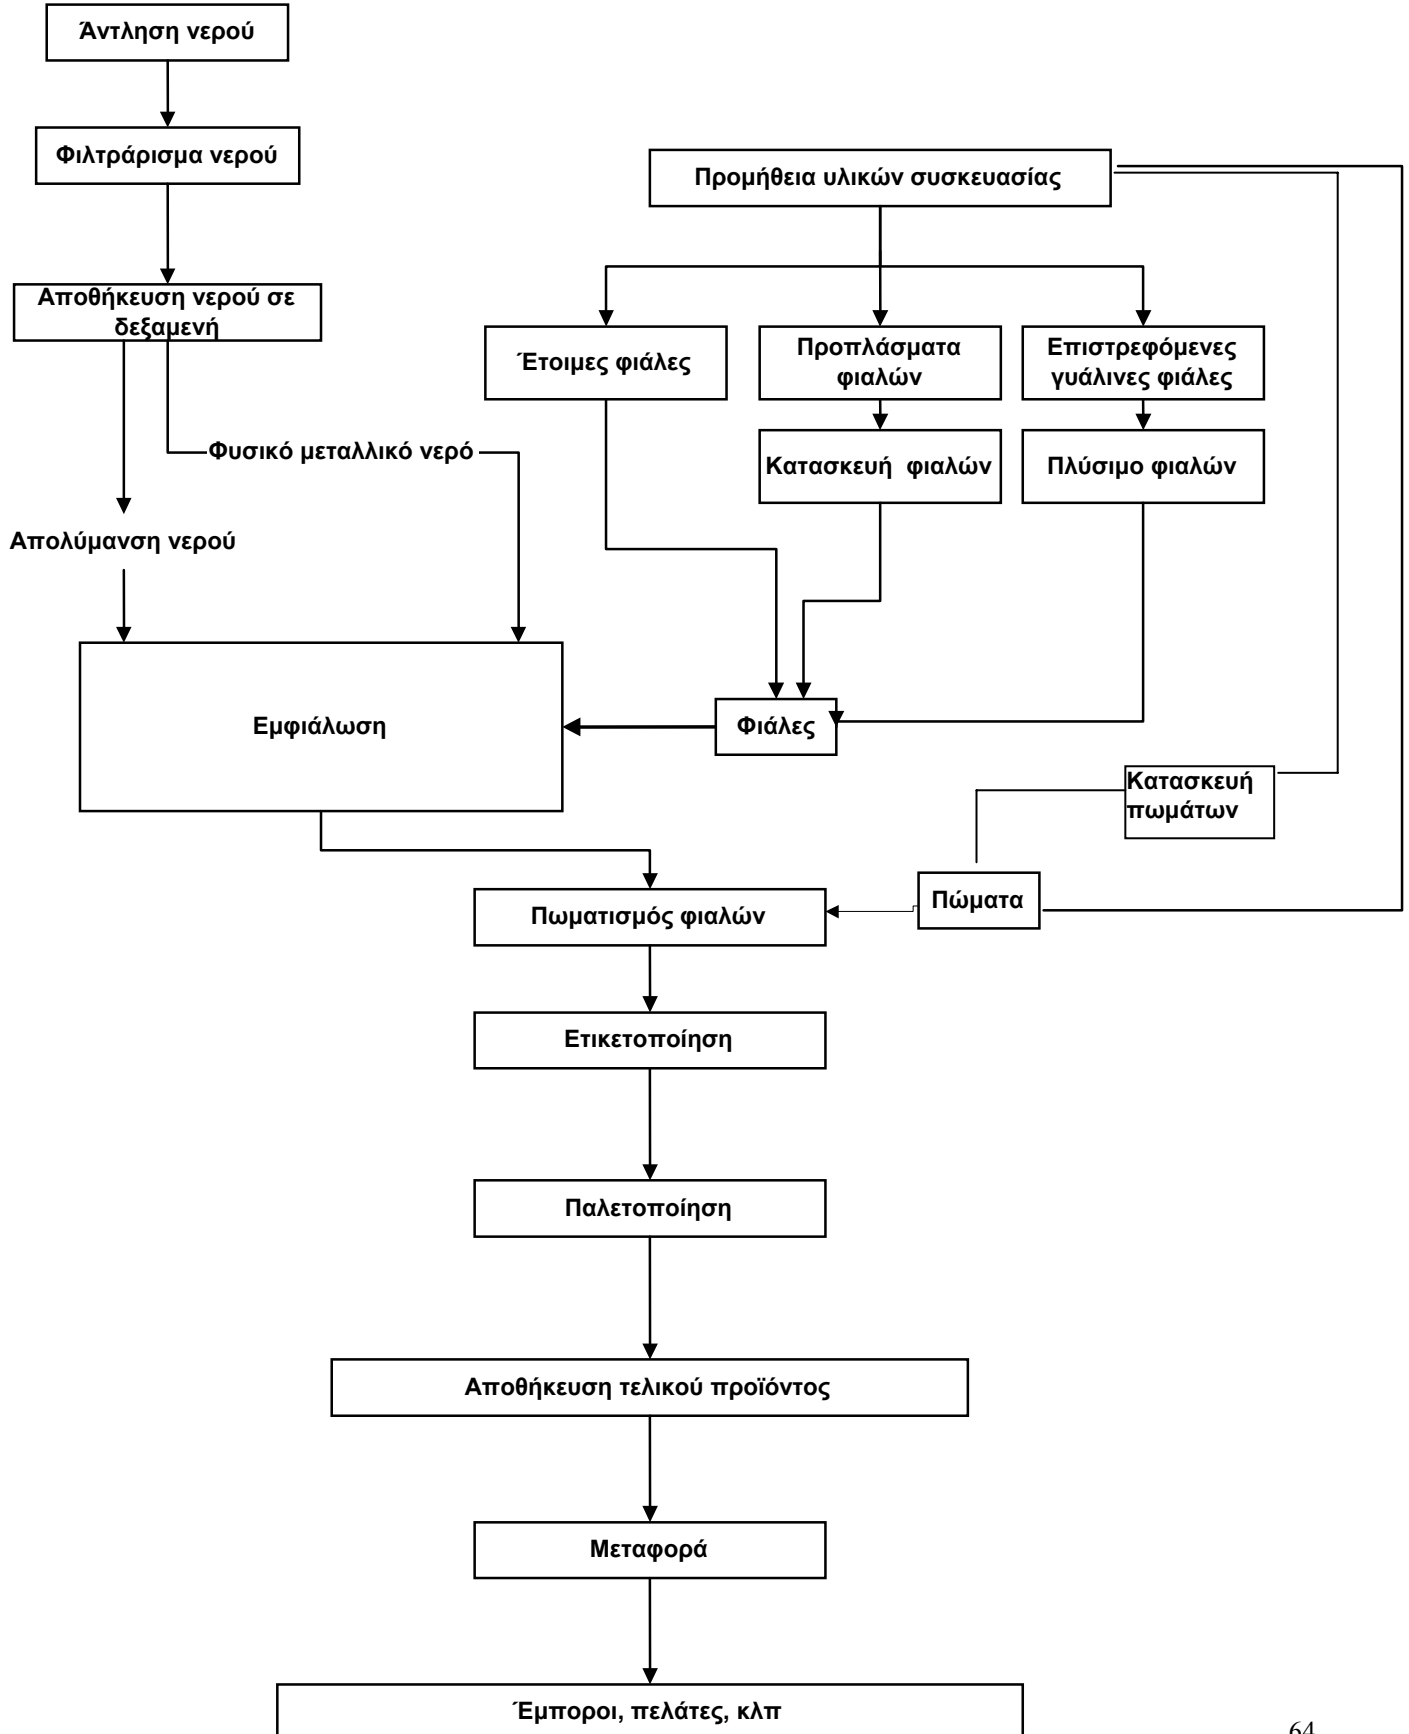 Άντληση νερού
Φιλτράρισμα νερού
Προμήθεια υλικών συσκευασίας
Αποθήκευση νερού σε
δεξαμενή
Έτοιμες φιάλες
Προπλάσματα
φιαλών
Επιστρεφόμενες
γυάλινες φιάλες
Φυσικό μεταλλικό νερό
Κατασκευή φιαλών
Πλύσιμο φιαλών
Απολύμανση νερού
Εμφιάλωση
Φιάλες
Κατασκευή
πωμάτων
Πώματα
Πωματισμός φιαλών
Ετικετοποίηση
Παλετοποίηση
Αποθήκευση τελικού προϊόντος
Μεταφορά
Έμποροι, πελάτες, κλπ
64